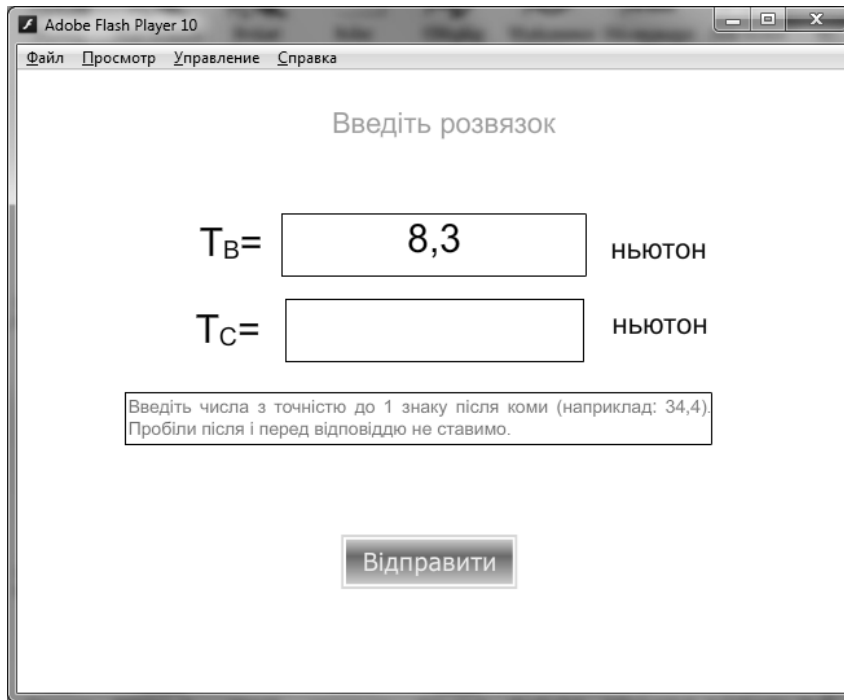 Adobe Flash Player 10
Файл Просмотр Управление Справка
Введіть розвязок
TB= 8,3 ньютон
TC= ньютон
Введіть числа з точністю до 1 знаку після коми (наприклад: 34,4).
Пробіли після і перед відповіддю не ставимо.
Відправити